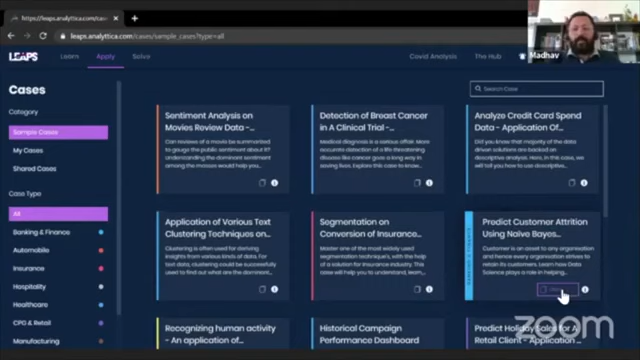 https://leaps.analyttica.com/cas
leaps.analyttica.com/cases/sample_cases?type=all
Madhav
LEAPS
Learn
Apply
Solve
Covid Analysis
The Hub
Madhav
Cases
Search Case
Category
Sample Cases
My Cases
Shared Cases
Case Type
All
Banking & Finance
Automobile
Insurance
Hospitality
Healthcare
CPG & Retail
Manufacturing
Sentiment Analysis on
Movies Review Data -...
Can reviews of a movie be summarized
to gauge the public sentiment about it?
understanding the dominant sentiment
among the masses would help you...
Detection of Breast Cancer
in A Clinical Trial -...
Medical diagnosis is a serious affair. More
accurate detection of a life-threatening
disease like cancer goes a long way in
saving lives. Explore this case to know...
Analyze Credit Card Spend
Data - Application Of...
Did you know that majority of the data
driven solutions are backed on
descriptive analysis? Here, in this case, we
will tell you how to use descriptive...
Application of Various Text
Clustering Techniques on...
Clustering is often used for deriving
insights from various kinds of data. For
text data, clustering could be successfully
used to find out what are the dominant...
Segmentation on
Conversion of Insurance...
Master one of the most widely used
segmentation techniques, with the help
of a solution for insurance industry. This
case will help you to understand...
BANKING & FINANCE
Predict Customer Attrition
Using Naïve Bayes...
Customer is an asset to any organisation
and hence every organisation strives to
retain its customers. Learn how Data
Science plays a role in helping...
Recognizing human activity
- An application of...
Historical Campaign
Performance Dashboard
Predict Holiday Sales for A
Retail Client - Application
zoom